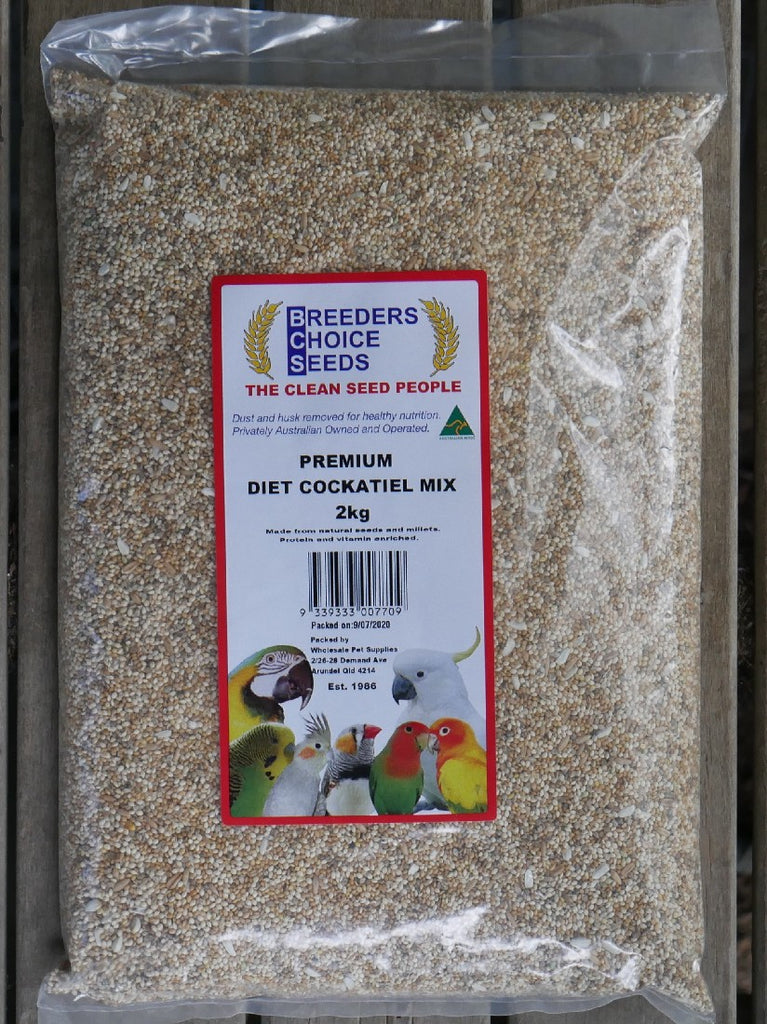 BREEDERS
CHOICE
SEEDS
THE CLEAN SEED PEOPLE
Dust and husk removed for healthy nutrition.
Privately Australian Owned and Operated.
PREMIUM
DIET COCKATIEL MIX
2kg
Made from natural seeds and millets.
Protein and vitamin enriched.
9 339333 007709
Packed on:9/07/2020
Packed by
Wholesale Pet Supplies
2/26-28 Demand Ave
Arundel Qld 4214
Est. 1986